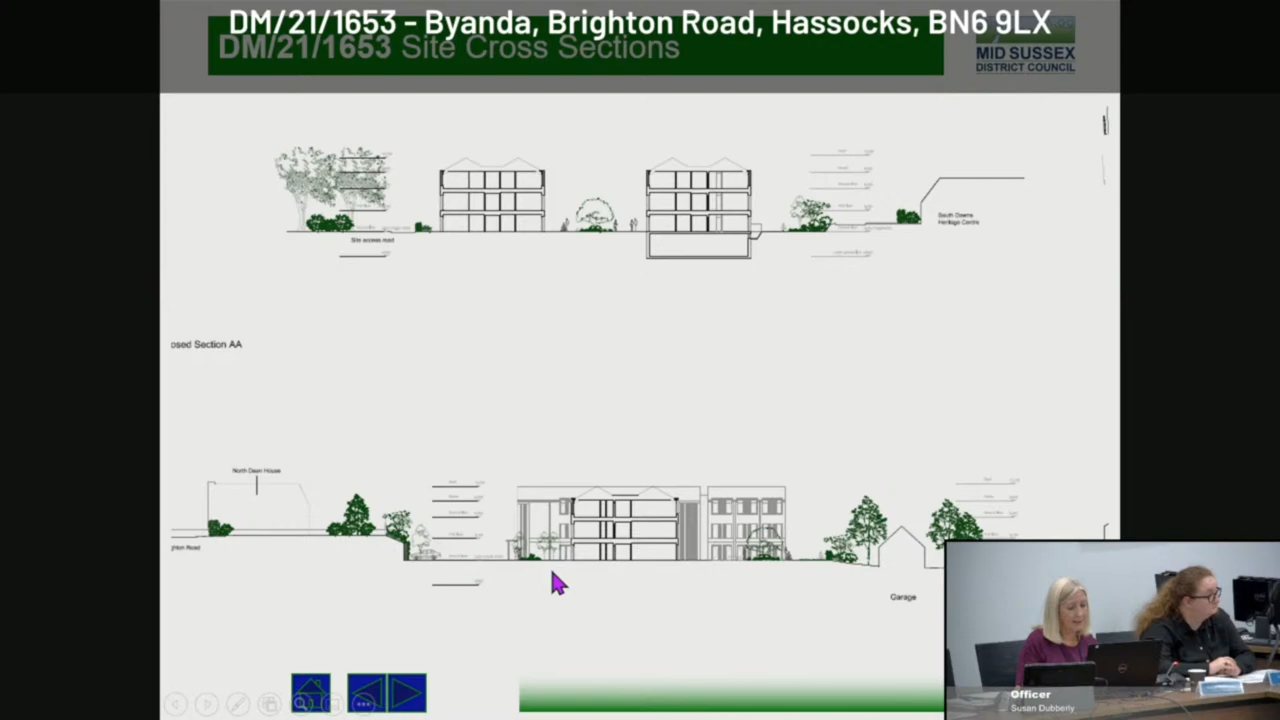 DM/21/1653 - Byanda, Brighton Road, Hassocks, BN6 9LX
DM/21/1653 Site Cross Sections
MID SUSSEX
DISTRICT COUNCIL
South Downs
Heritage Centre
Site access road
osed Section AA
North Dean House
ghton Road
Garage
Officer
Susan Dubberly